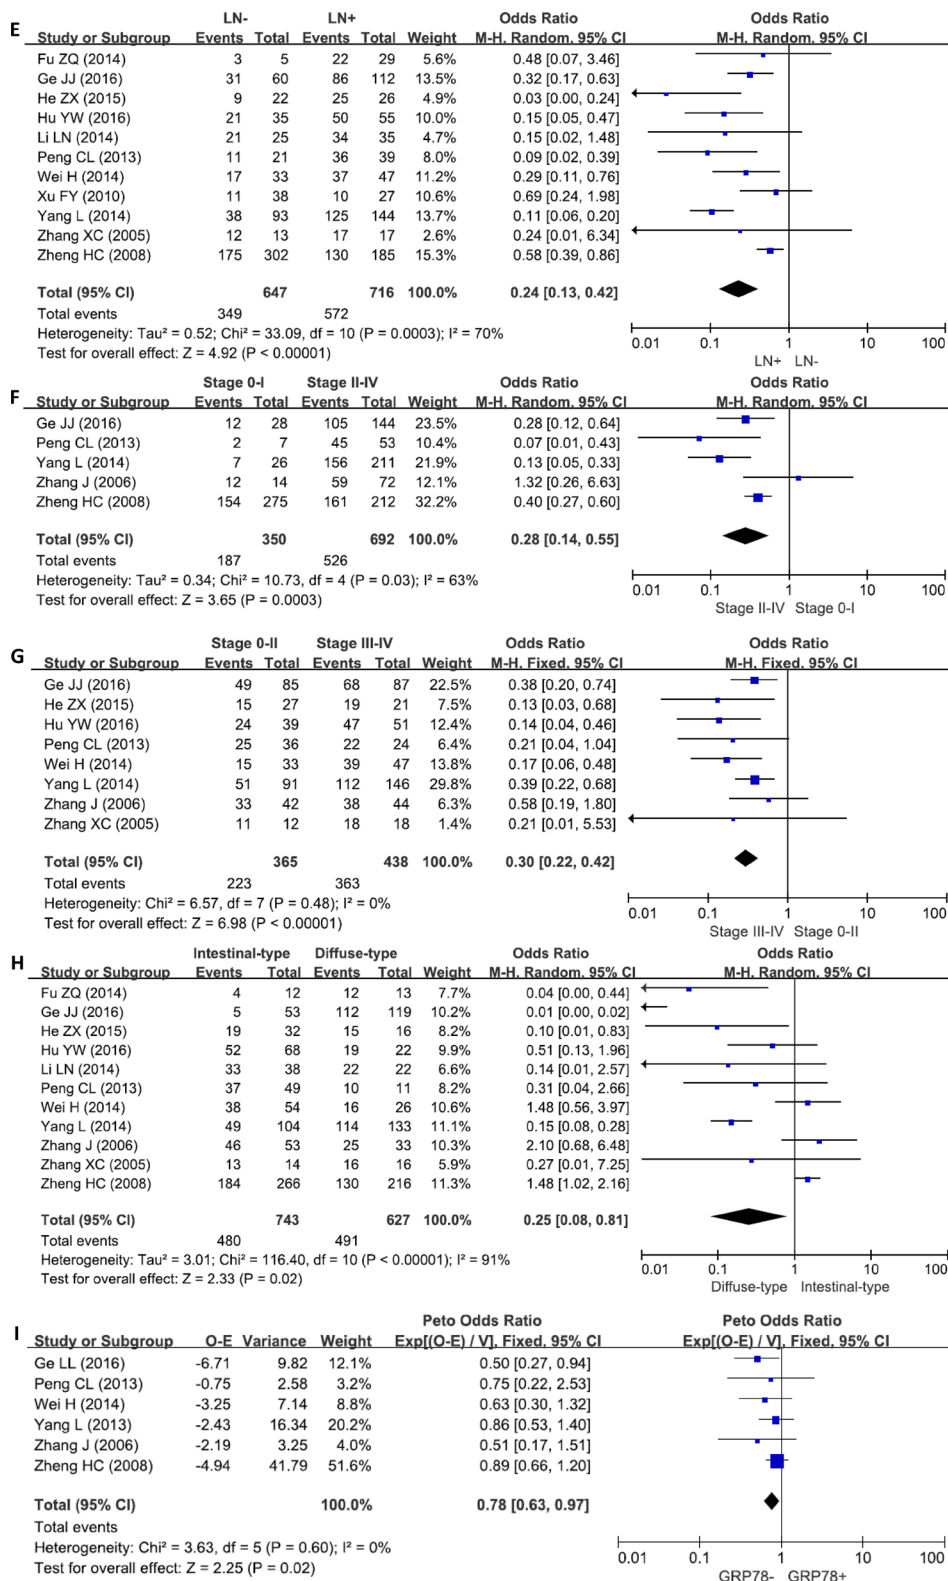 E
LN- LN+ Odds Ratio Odds Ratio
Study or Subgroup Events Total Events Total Weight M-H. Random. 95% CI M-H. Random. 95% CI
Fu ZQ (2014) 3 5 22 29 5.6% 0.48 [0.07, 3.46]
Ge JJ (2016) 31 60 86 112 13.5% 0.32 [0.17, 0.63]
He ZX (2015) 9 22 25 26 4.9% 0.03 [0.00, 0.24]
Hu YW (2016) 21 35 50 55 10.0% 0.15 [0.05, 0.47]
Li LN (2014) 21 25 34 35 4.7% 0.15 [0.02, 1.48]
Peng CL (2013) 11 21 36 39 8.0% 0.09 [0.02, 0.39]
Wei H (2014) 17 33 37 47 11.2% 0.29 [0.11, 0.76]
Xu FY (2010) 11 38 10 27 10.6% 0.69 [0.24, 1.98]
Yang L (2014) 38 93 125 144 13.7% 0.11 [0.06, 0.20]
Zhang XC (2005) 12 13 17 17 2.6% 0.24 [0.01, 6.34]
Zheng HC (2008) 175 302 130 185 15.3% 0.58 [0.39, 0.86]
Total (95% CI) 647 716 100.0% 0.24 [0.13, 0.42]
Total events 349 572
Heterogeneity: Tau² = 0.52; Chi² = 33.09, df = 10 (P = 0.0003); I² = 70%
Test for overall effect: Z = 4.92 (P < 0.00001)
0.01 0.1 1 10 100
LN+ LN-
F
Stage 0-I Stage II-IV Odds Ratio Odds Ratio
Study or Subgroup Events Total Events Total Weight M-H. Random. 95% CI M-H. Random. 95% CI
Ge JJ (2016) 12 28 105 144 23.5% 0.28 [0.12, 0.64]
Peng CL (2013) 2 7 45 53 10.4% 0.07 [0.01, 0.43]
Yang L (2014) 7 26 156 211 21.9% 0.13 [0.05, 0.33]
Zhang J (2006) 12 14 59 72 12.1% 1.32 [0.26, 6.63]
Zheng HC (2008) 154 275 161 212 32.2% 0.40 [0.27, 0.60]
Total (95% CI) 350 692 100.0% 0.28 [0.14, 0.55]
Total events 187 526
Heterogeneity: Tau² = 0.34; Chi² = 10.73, df = 4 (P = 0.03); I² = 63%
Test for overall effect: Z = 3.65 (P = 0.0003)
0.01 0.1 1 10 100
Stage II-IV Stage 0-I
G
Stage 0-II Stage III-IV Odds Ratio Odds Ratio
Study or Subgroup Events Total Events Total Weight M-H. Fixed. 95% CI M-H. Fixed. 95% CI
Ge JJ (2016) 49 85 68 87 22.5% 0.38 [0.20, 0.74]
He ZX (2015) 15 27 19 21 7.5% 0.13 [0.03, 0.68]
Hu YW (2016) 24 39 47 51 12.4% 0.14 [0.04, 0.46]
Peng CL (2013) 25 36 22 24 6.4% 0.21 [0.04, 1.04]
Wei H (2014) 15 33 39 47 13.8% 0.17 [0.06, 0.48]
Yang L (2014) 51 91 112 146 29.8% 0.39 [0.22, 0.68]
Zhang J (2006) 33 42 38 44 6.3% 0.58 [0.19, 1.80]
Zhang XC (2005) 11 12 18 18 1.4% 0.21 [0.01, 5.53]
Total (95% CI) 365 438 100.0% 0.30 [0.22, 0.42]
Total events 223 363
Heterogeneity: Chi² = 6.57, df = 7 (P = 0.48); I² = 0%
Test for overall effect: Z = 6.98 (P < 0.00001)
0.01 0.1 1 10 100
Stage III-IV Stage 0-II
H
Intestinal-type Diffuse-type Odds Ratio Odds Ratio
Study or Subgroup Events Total Events Total Weight M-H. Random. 95% CI M-H. Random. 95% CI
Fu ZQ (2014) 4 12 12 13 7.7% 0.04 [0.00, 0.44]
Ge JJ (2016) 5 53 112 119 10.2% 0.01 [0.00, 0.02]
He ZX (2015) 19 32 15 16 8.2% 0.10 [0.01, 0.83]
Hu YW (2016) 52 68 19 22 9.9% 0.51 [0.13, 1.96]
Li LN (2014) 33 38 22 22 6.6% 0.14 [0.01, 2.57]
Peng CL (2013) 37 49 10 11 8.2% 0.31 [0.04, 2.66]
Wei H (2014) 38 54 16 26 10.6% 1.48 [0.56, 3.97]
Yang L (2014) 49 104 114 133 11.1% 0.15 [0.08, 0.28]
Zhang J (2006) 46 53 25 33 10.3% 2.10 [0.68, 6.48]
Zhang XC (2005) 13 14 16 16 5.9% 0.27 [0.01, 7.25]
Zheng HC (2008) 184 266 130 216 11.3% 1.48 [1.02, 2.16]
Total (95% CI) 743 627 100.0% 0.25 [0.08, 0.81]
Total events 480 491
Heterogeneity: Tau² = 3.01; Chi² = 116.40, df = 10 (P < 0.00001); I² = 91%
Test for overall effect: Z = 2.33 (P = 0.02)
0.01 0.1 1 10 100
Diffuse-type Intestinal-type
I
Peto Odds Ratio Peto Odds Ratio
Study or Subgroup O-E Variance Weight Exp[(O-E) / V], Fixed, 95% CI Exp[(O-E) / V], Fixed, 95% CI
Ge LL (2016) -6.71 9.82 12.1% 0.50 [0.27, 0.94]
Peng CL (2013) -0.75 2.58 3.2% 0.75 [0.22, 2.53]
Wei H (2014) -3.25 7.14 8.8% 0.63 [0.30, 1.32]
Yang L (2013) -2.43 16.34 20.2% 0.86 [0.53, 1.40]
Zhang J (2006) -2.19 3.25 4.0% 0.51 [0.17, 1.51]
Zheng HC (2008) -4.94 41.79 51.6% 0.89 [0.66, 1.20]
Total (95% CI) 100.0% 0.78 [0.63, 0.97]
Total events
Heterogeneity: Chi² = 3.63, df = 5 (P = 0.60); I² = 0%
Test for overall effect: Z = 2.25 (P = 0.02)
0.01 0.1 1 10 100
GRP78- GRP78+